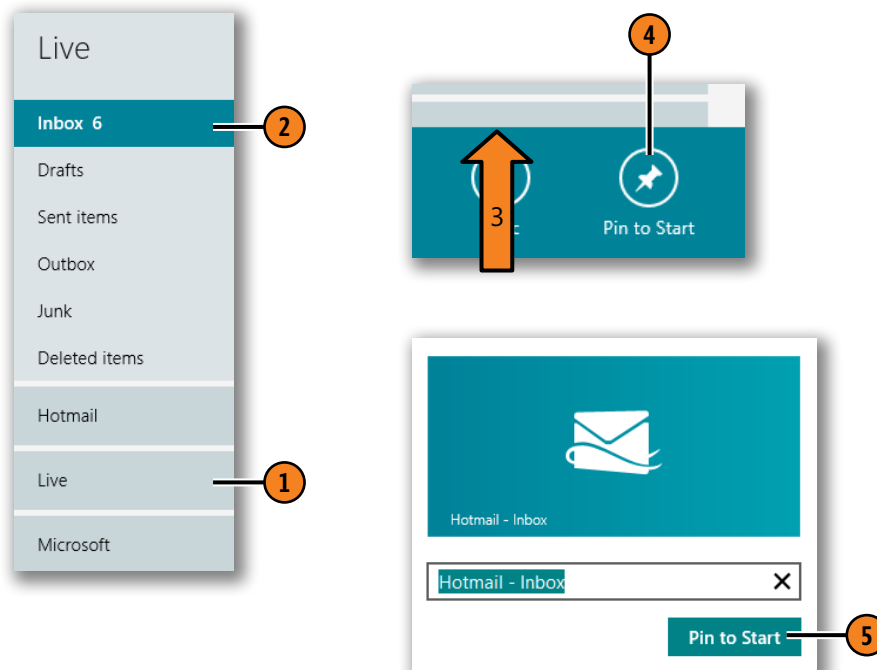 Live
Inbox 6
2
Drafts
Sent items
Outbox
Junk
Deleted items
Hotmail
Live
1
Microsoft
4
3
Pin to Start
Hotmail - Inbox
Hotmail - Inbox
Pin to Start
5